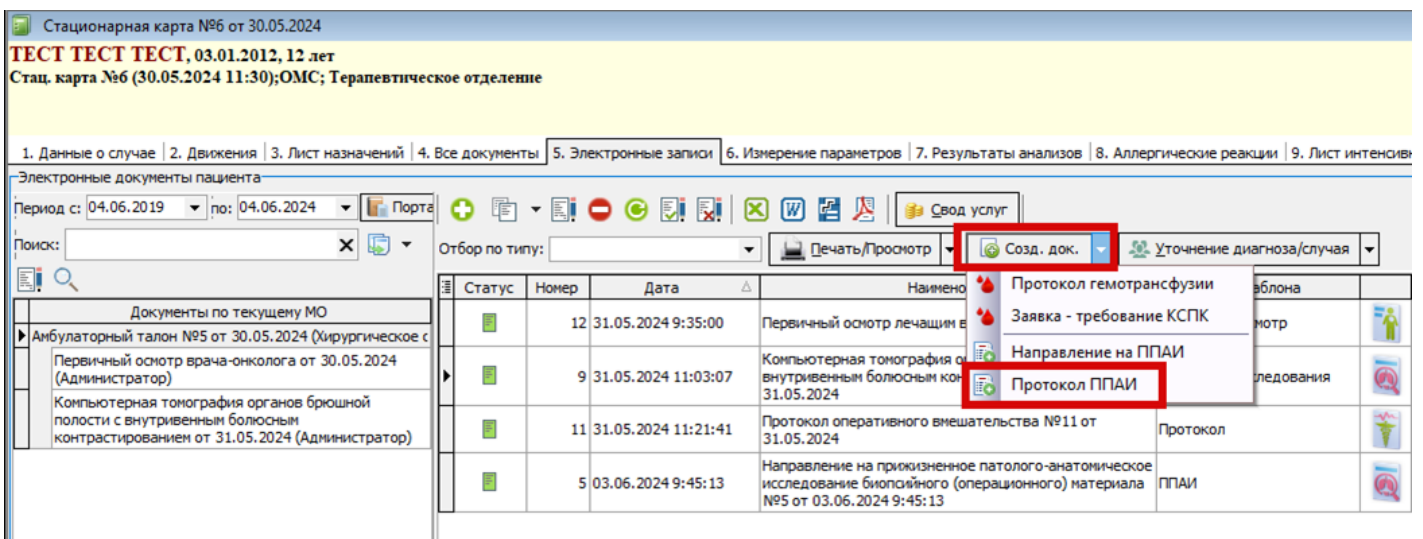 Стационарная карта №6 от 30.05.2024
ТЕСТ ТЕСТ ТЕСТ, 03.01.2012, 12 лет
Стац. карта №6 (30.05.2024 11:30);ОМС; Терапевтическое отделение
1. Данные о случае 2. Движения 3. Лист назначений 4. Все документы 5. Электронные записи 6. Измерение параметров 7. Результаты анализов 8. Аллергические реакции 9. Лист интенсивн
Электронные документы пациента
Период с: 04.06.2019 по: 04.06.2024 Порта
Свод услуг
Поиск:
Отбор по типу: Печать/Просмотр Созд. док. Уточнение диагноза/случая
Протокол гемотрансфузии
Заявка - требование КСПК
Направление на ППАИ
Протокол ППАИ
Документы по текущему МО
Амбулаторный талон №5 от 30.05.2024 (Хирургическое о
Первичный осмотр врача-онколога от 30.05.2024
(Администратор)
Компьютерная томография органов брюшной
полости с внутривенным болюсным
контрастированием от 31.05.2024 (Администратор)
Статус Номер Дата Наимено аблона
12 31.05.2024 9:35:00 Первичный осмотр лечащим в мотр
9 31.05.2024 11:03:07 Компьютерная томография о
внутривенным болюсным кон ледования
31.05.2024
11 31.05.2024 11:21:41 Протокол оперативного вмешательства №11 от
31.05.2024 Протокол
5 03.06.2024 9:45:13 Направление на прижизненное патолого-анатомическое
исследование биопсийного (операционного) материала ППАИ
№5 от 03.06.2024 9:45:13